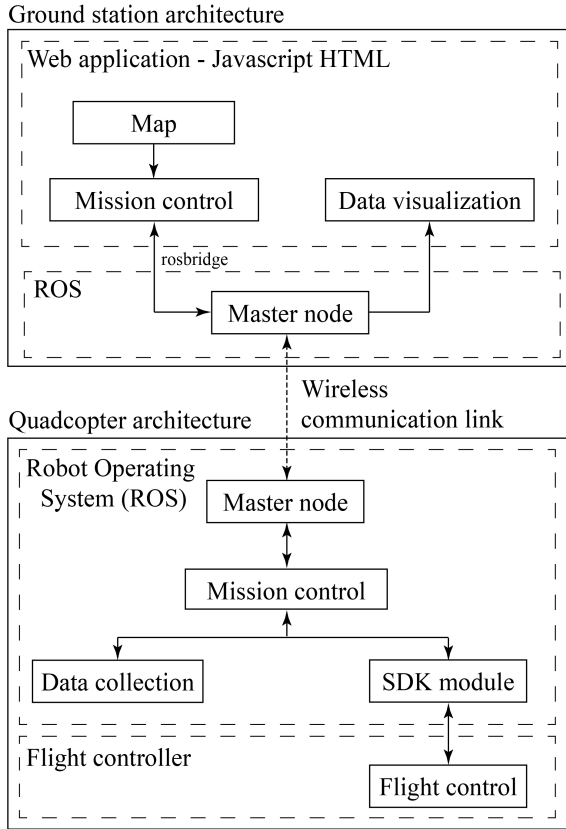 Ground station architecture
Web application - Javascript HTML
Map
Mission control
Data visualization
rosbridge
ROS
Master node
Wireless
communication link
Quadcopter architecture
Robot Operating
System (ROS)
Master node
Mission control
Data collection
SDK module
Flight controller
Flight control